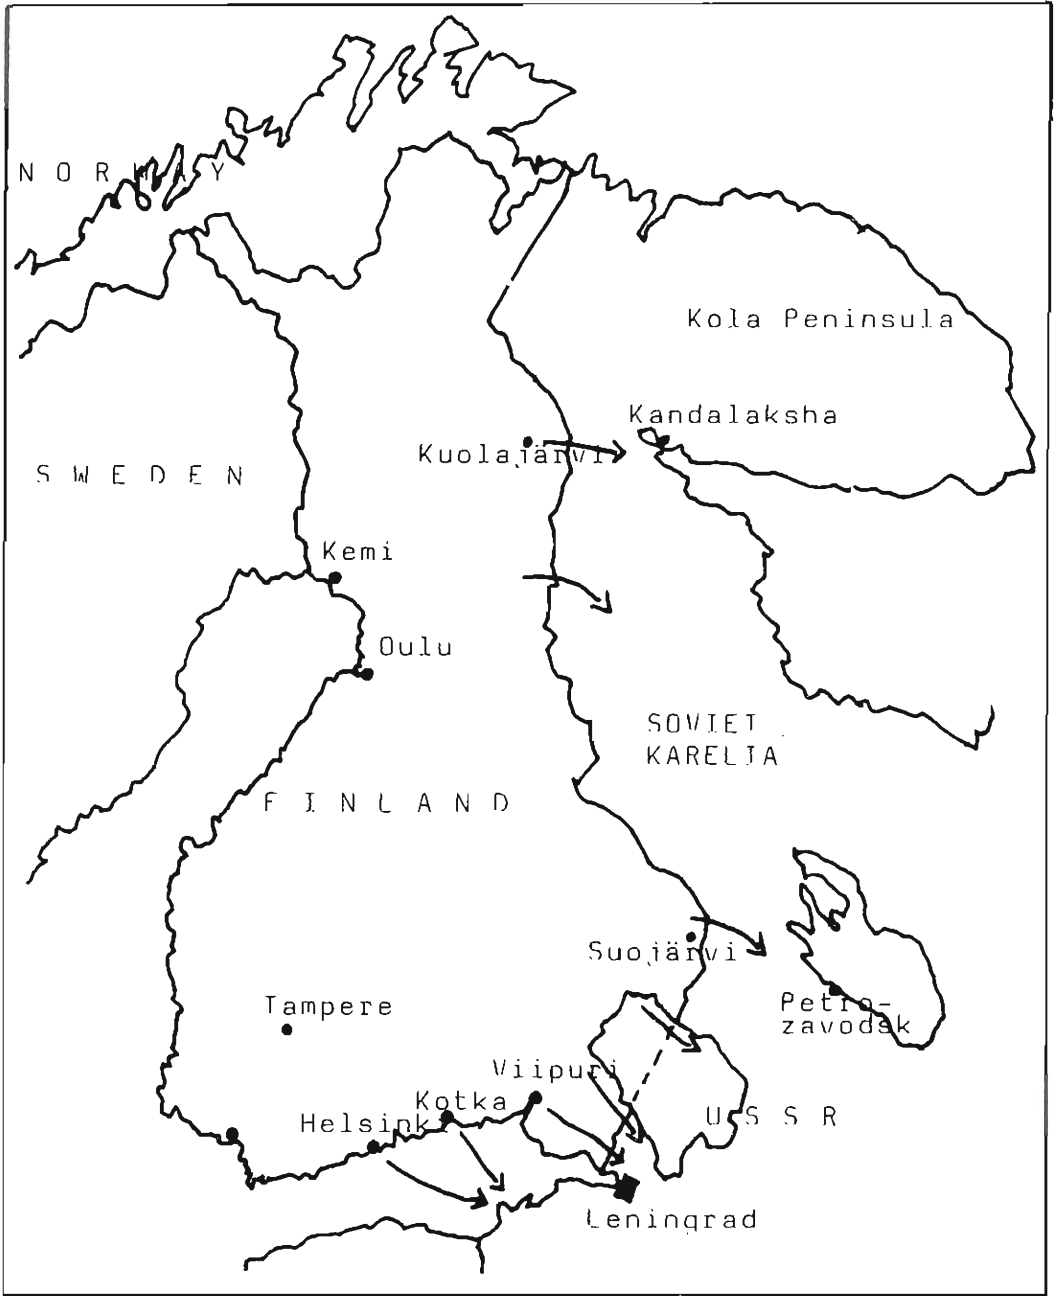 NORWAY
Kola Peninsula
Kandalaksha
Kuolajärvi
SWEDEN
Kemi
Oulu
SOVIET
KARELIA
FINLAND
Suojärvi
Petro-
zavodsk
Tampere
Viipuri
Kotka
Helsinki
USSR
Leningrad